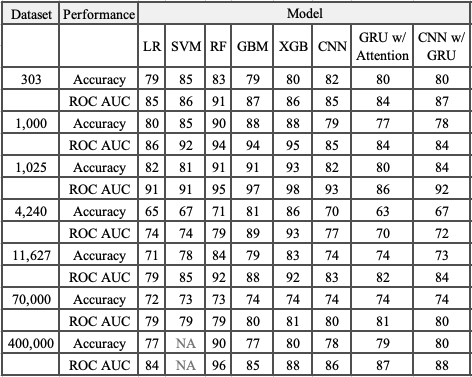 Dataset Performance Model
LR SVM RF GBM XGB CNN GRU w/ Attention CNN w/ GRU
303 Accuracy 79 85 83 79 80 82 80 80
ROC AUC 85 86 91 87 86 85 84 87
1,000 Accuracy 80 85 90 88 88 79 77 78
ROC AUC 86 92 94 94 95 85 84 84
1,025 Accuracy 82 81 91 91 93 82 80 84
ROC AUC 91 91 95 97 98 93 86 92
4,240 Accuracy 65 67 71 81 86 70 63 67
ROC AUC 74 74 79 89 93 77 70 72
11,627 Accuracy 71 78 84 79 83 74 74 73
ROC AUC 79 85 92 88 92 83 82 84
70,000 Accuracy 72 73 73 74 74 74 74 74
ROC AUC 79 79 79 80 81 80 81 80
400,000 Accuracy 77 NA 90 77 80 78 79 80
ROC AUC 84 NA 96 85 88 86 87 88